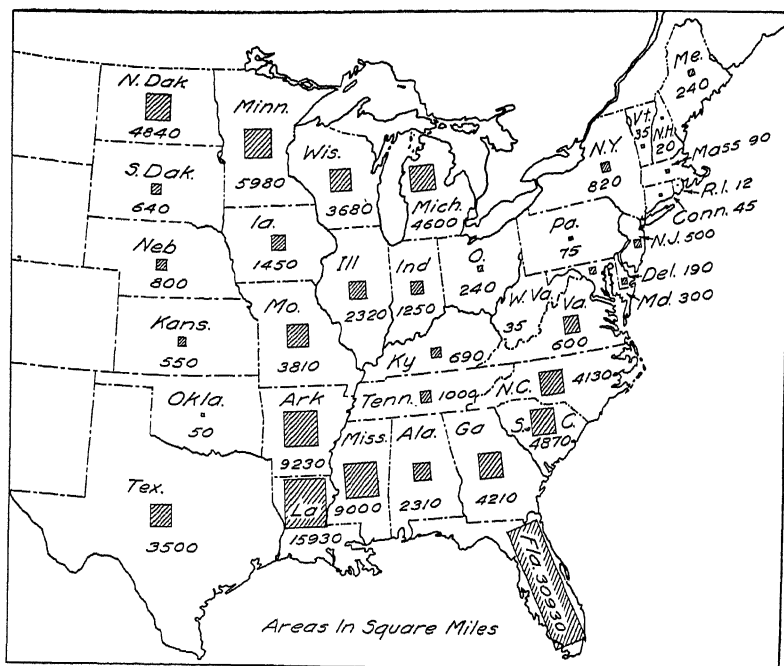 N. Dak
4840
S. Dak.
640
Neb
800
Kans.
550
Okla.
50
Tex.
3500
Minn.
5980
Ia.
1450
Mo.
3810
Ark
9230
La
15930
Wis.
3680
Ill
2320
Mich.
4600
Ind
1250
O.
240
Ky
690
Tenn.
1000
Miss.
9000
Ala.
2310
Ga
4210
Fla. 30930
S. C.
4870
N.C.
4130
Va.
600
W. Va.
35
Pa.
75
N.Y.
820
Vt.
35
N.H.
20
Me.
240
Mass 90
R.I. 12
Conn. 45
N.J. 500
Del. 190
Md. 300
Areas In Square Miles